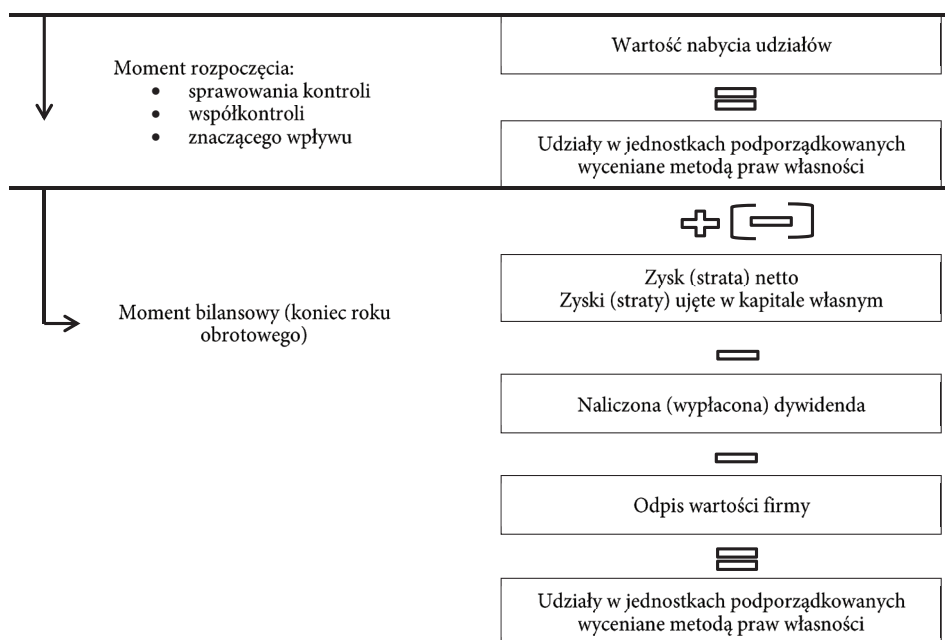 Moment rozpoczęcia:
• sprawowania kontroli
• współkontroli
• znaczącego wpływu
Wartość nabycia udziałów
=
Udziały w jednostkach podporządkowanych
wyceniane metodą praw własności
Moment bilansowy (koniec roku
obrotowego)
+ [−]
Zysk (strata) netto
Zyski (straty) ujęte w kapitale własnym
−
Naliczona (wypłacona) dywidenda
−
Odpis wartości firmy
=
Udziały w jednostkach podporządkowanych
wyceniane metodą praw własności